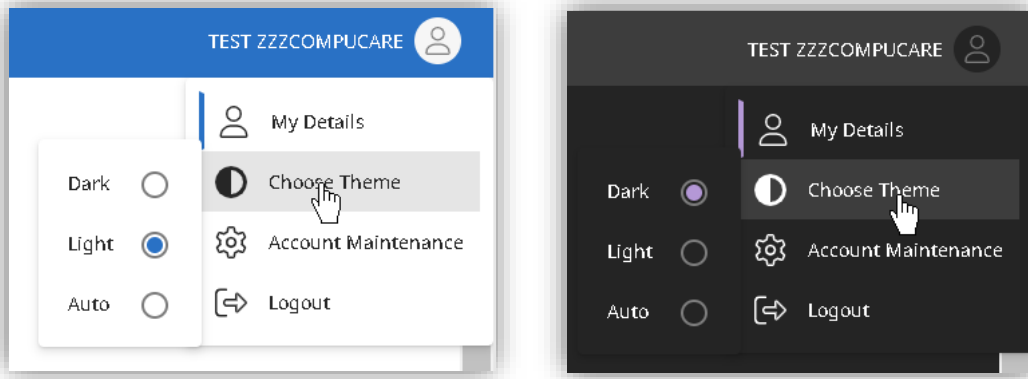 TEST ZZZCOMPUCARE
My Details
Dark
Choose Theme
Light
Account Maintenance
Auto
Logout
TEST ZZZCOMPUCARE
My Details
Dark
Choose Theme
Light
Account Maintenance
Auto
Logout